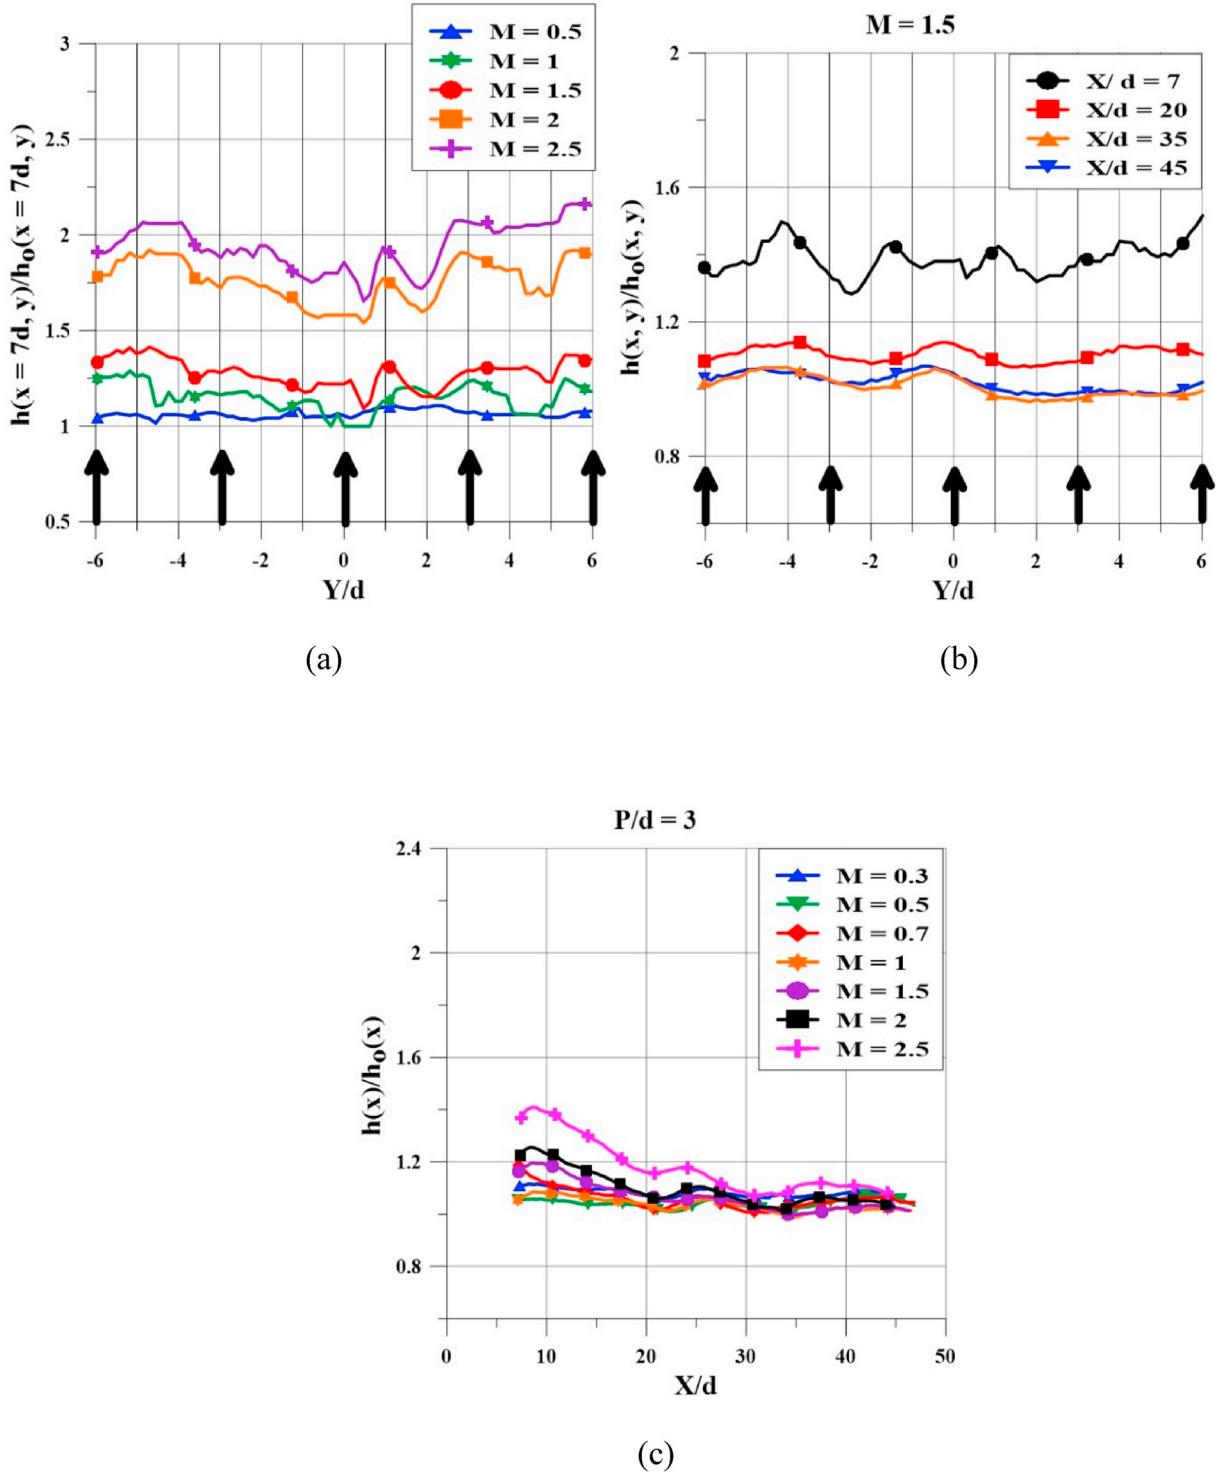 M = 0.5
M = 1
M = 1.5
M = 2
M = 2.5
3
2.5
2
1.5
1
0.5
h(x = 7d, y)/ho(x = 7d, y)
-6 -4 -2 0 2 4 6
Y/d
(a)
M = 1.5
X/ d = 7
X/d = 20
X/d = 35
X/d = 45
2
1.6
1.2
0.8
h(x, y)/ho(x, y)
-6 -4 -2 0 2 4 6
Y/d
(b)
P/d = 3
M = 0.3
M = 0.5
M = 0.7
M = 1
M = 1.5
M = 2
M = 2.5
2.4
2
1.6
1.2
0.8
h(x)/ho(x)
0 10 20 30 40 50
X/d
(c)